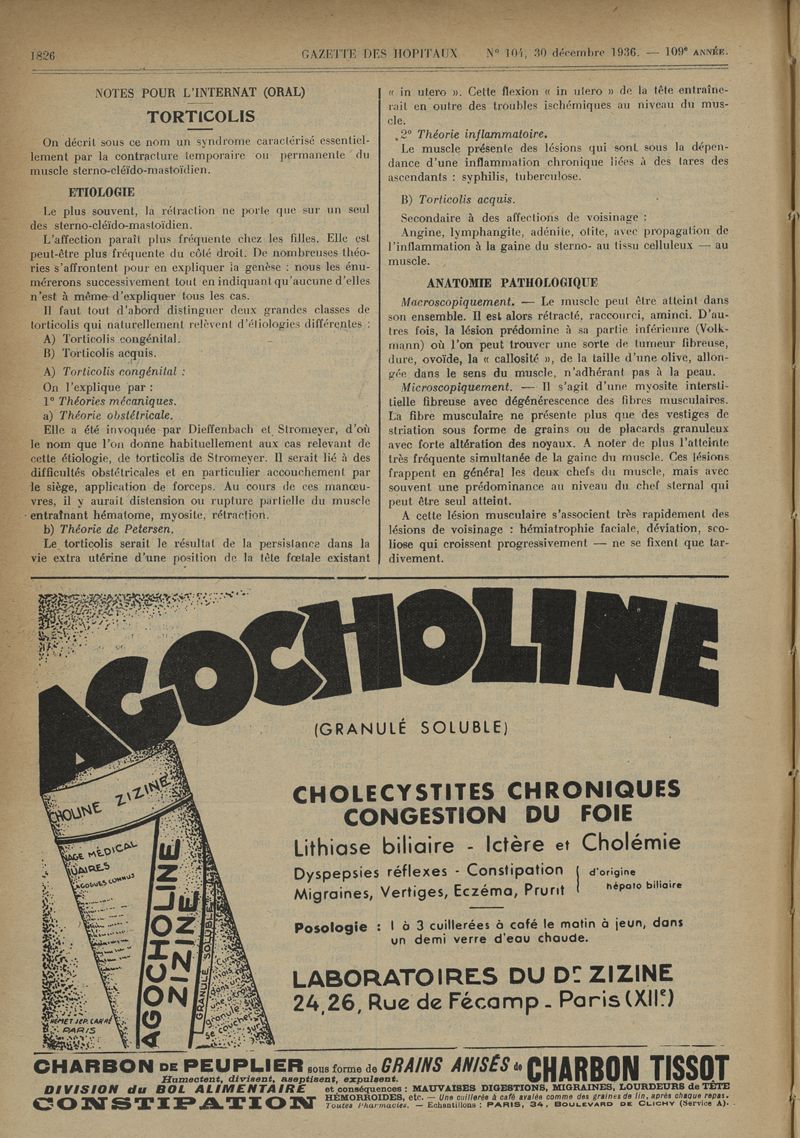 1826
GAZETTE DES HOPITAUX N° 104, 30 décembre 1936. — 109e ANNÉE.
NOTES POUR L'INTERNAT (ORAL)
TORTICOLIS
On décrit sous ce nom un syndrome caractérisé essentiel-
lement par la contracture temporaire ou permanente du
muscle sterno-cléïdo-mastoïdien.
ETIOLOGIE
Le plus souvent, la rétraction ne porte que sur un seul
des sterno-cléïdo-mastoïdien.
L'affection paraît plus fréquente chez les filles. Elle est
peut-être plus fréquente du côté droit. De nombreuses théo-
ries s'affrontent pour en expliquer la genèse : nous les énu-
mérerons successivement tout en indiquant qu'aucune d'elles
n'est à même d'expliquer tous les cas.
Il faut tout d'abord distinguer deux grandes classes de
torticolis qui naturellement relèvent d'étiologies différentes :
A) Torticolis congénital.
B) Torticolis acquis.
A) Torticolis congénital :
On l'explique par :
1° Théories mécaniques.
a) Théorie obstétricale.
Elle a été invoquée par Dieffenbach et Stromeyer, d'où
le nom que l'on donne habituellement aux cas relevant de
cette étiologie, de torticolis de Stromeyer. Il serait lié à des
difficultés obstétricales et en particulier accouchement par
le siège, application de forceps. Au cours de ces manœu-
vres, il y aurait distension ou rupture partielle du muscle
entraînant hématome, myosite, rétraction.
b) Théorie de Petersen.
Le torticolis serait le résultat de la persistance dans la
vie extra utérine d'une position de la tête fœtale existant
« in utero ». Cette flexion « in utero » de la tête entraîne-
rait en outre des troubles ischémiques au niveau du mus-
cle.
2° Théorie inflammatoire.
Le muscle présente des lésions qui sont sous la dépen-
dance d'une inflammation chronique liées à des tares des
ascendants : syphilis, tuberculose.
B) Torticolis acquis.
Secondaire à des affections de voisinage :
Angine, lymphangite, adénite, otite, avec propagation de
l'inflammation à la gaine du sterno- au tissu celluleux — au
muscle.
ANATOMIE PATHOLOGIQUE
Macroscopiquement. — Le muscle peut être atteint dans
son ensemble. Il est alors rétracté, raccourci, aminci. D'au-
tres fois, la lésion prédomine à sa partie inférieure (Volk-
mann) où l'on peut trouver une sorte de tumeur fibreuse,
dure, ovoïde, la « callosité », de la taille d'une olive, allon-
gée dans le sens du muscle, n'adhérant pas à la peau.
Microscopiquement. — Il s'agit d'une myosite intersti-
tielle fibreuse avec dégénérescence des fibres musculaires.
La fibre musculaire ne présente plus que des vestiges de
striation sous forme de grains ou de placards granuleux
avec forte altération des noyaux. A noter de plus l'atteinte
très fréquente simultanée de la gaine du muscle. Ces lésions
frappent en général les deux chefs du muscle, mais avec
souvent une prédominance au niveau du chef sternal qui
peut être seul atteint.
A cette lésion musculaire s'associent très rapidement des
lésions de voisinage : hémiatrophie faciale, déviation, sco-
liose qui croissent progressivement — ne se fixent que tar-
divement.
AGOCHOLINE
(GRANULÉ SOLUBLE)
CHOLINE ZIZINE
AGE MÉDICAL
AGOCHOLINE
ZIZINE
GRANULÉ SOLUBLE
PARIS
CHOLECYSTITES CHRONIQUES
CONGESTION DU FOIE
Lithiase biliaire - Ictère et Cholémie
Dyspepsies réflexes - Constipation
Migraines, Vertiges, Eczéma, Prurit
d'origine
hépato biliaire
Posologie : 1 à 3 cuillerées à café le matin à jeun, dans
un demi verre d'eau chaude.
LABORATOIRES DU Dr ZIZINE
24,26, Rue de Fécamp - Paris (XIIe)
CHARBON DE PEUPLIER sous forme de GRAINS ANISÉS de CHARBON TISSOT
Humectent, divisent, aseptisent, expulsent.
DIVISION du BOL ALIMENTAIRE et conséquences : MAUVAISES DIGESTIONS, MIGRAINES, LOURDEURS de TÊTE
CONSTIPATION HÉMORROÏDES, etc. — Une cuillerée à café avalée comme des graines de lin, après chaque repas.
Toutes Pharmacies. — Echantillons : PARIS, 34, BOULEVARD DE CLICHY (Service A).